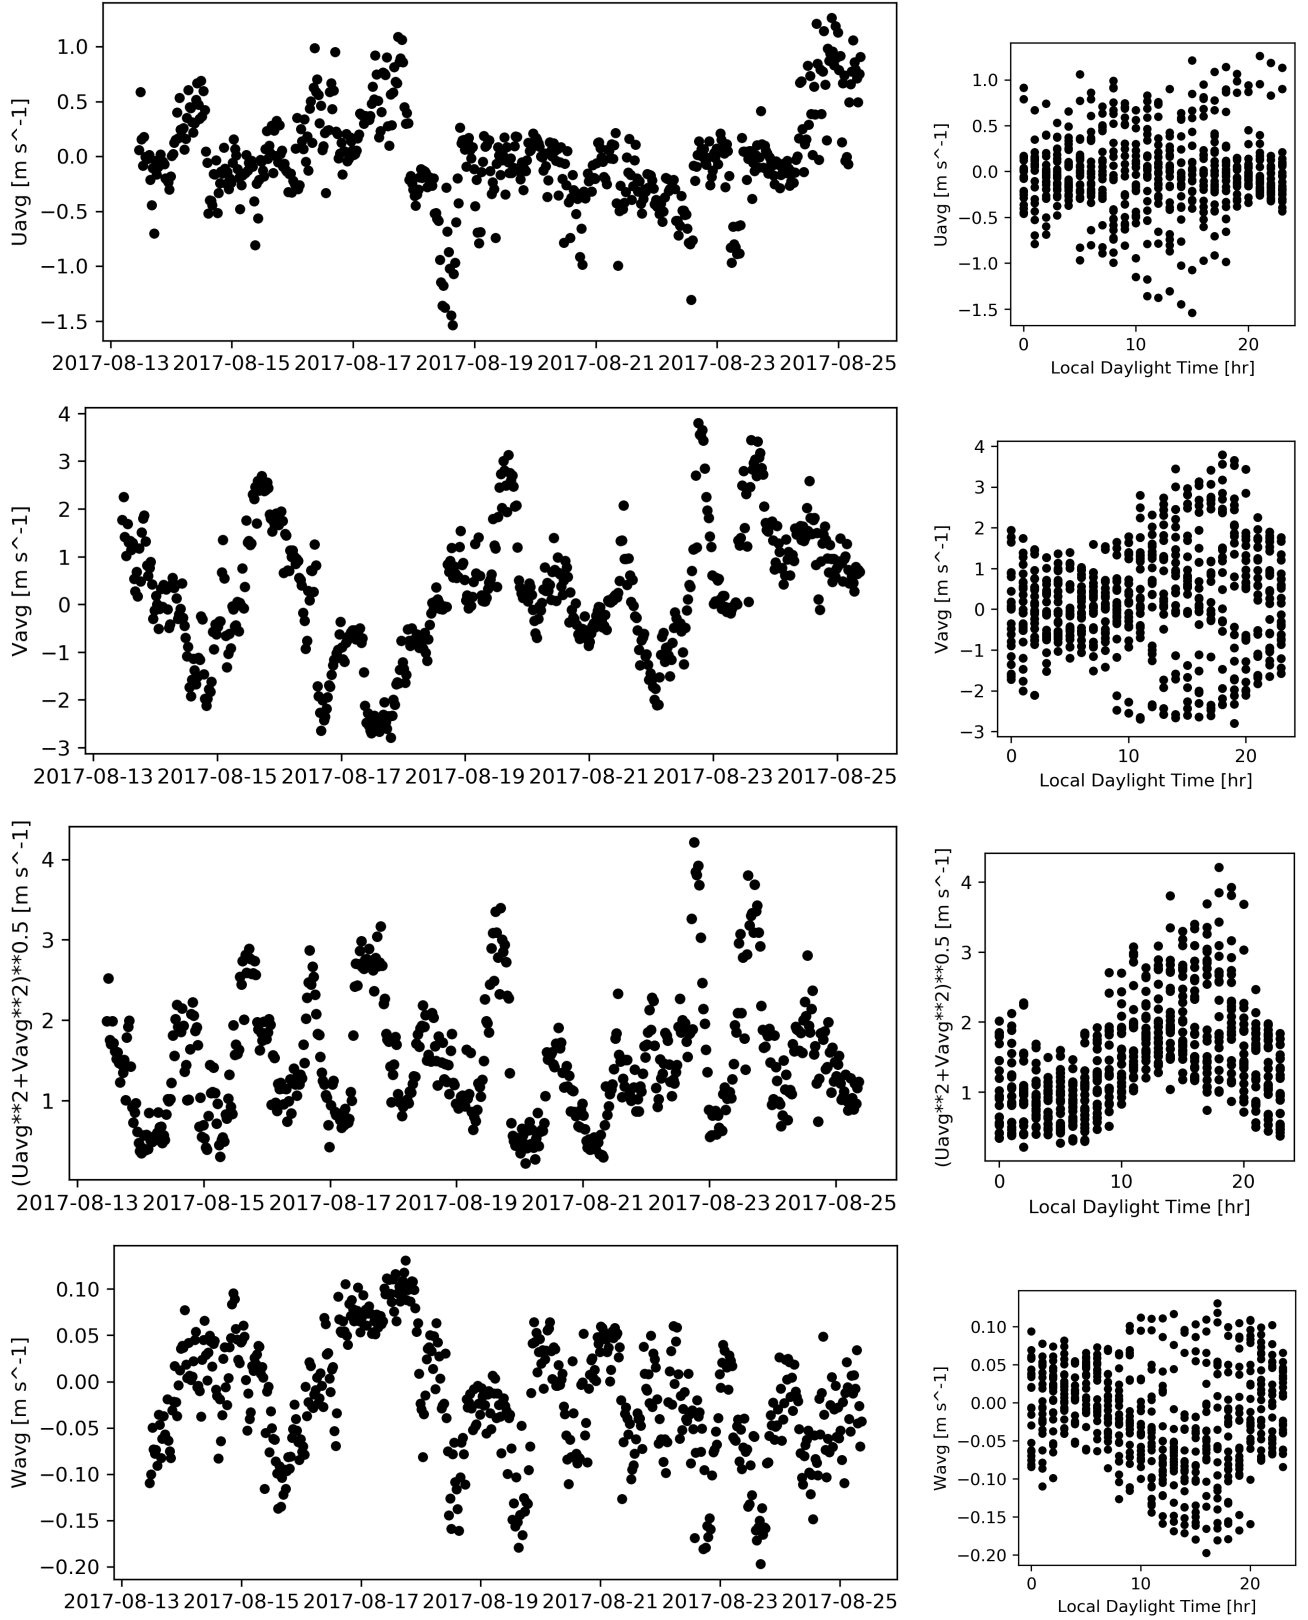 Uavg [m s^-1]
1.0
0.5
0.0
−0.5
−1.0
−1.5
2017-08-13 2017-08-15 2017-08-17 2017-08-19 2017-08-21 2017-08-23 2017-08-25
Uavg [m s^-1]
1.0
0.5
0.0
−0.5
−1.0
−1.5
0 10 20
Local Daylight Time [hr]
Vavg [m s^-1]
4
3
2
1
0
−1
−2
−3
2017-08-13 2017-08-15 2017-08-17 2017-08-19 2017-08-21 2017-08-23 2017-08-25
Vavg [m s^-1]
4
3
2
1
0
−1
−2
−3
0 10 20
Local Daylight Time [hr]
(Uavg**2+Vavg**2)**0.5 [m s^-1]
4
3
2
1
2017-08-13 2017-08-15 2017-08-17 2017-08-19 2017-08-21 2017-08-23 2017-08-25
(Uavg**2+Vavg**2)**0.5 [m s^-1]
4
3
2
1
0 10 20
Local Daylight Time [hr]
Wavg [m s^-1]
0.10
0.05
0.00
−0.05
−0.10
−0.15
−0.20
2017-08-13 2017-08-15 2017-08-17 2017-08-19 2017-08-21 2017-08-23 2017-08-25
Wavg [m s^-1]
0.10
0.05
0.00
−0.05
−0.10
−0.15
−0.20
0 10 20
Local Daylight Time [hr]